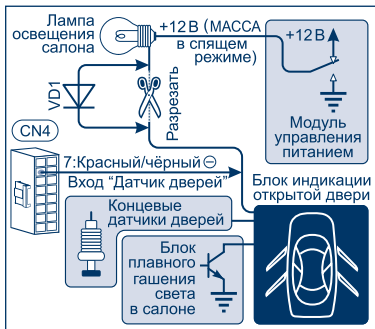 Лампа
освещения
салона
+12 В (МАССА
в спящем
режиме)
+12 В
VD1
Разрезать
Модуль
управления
питанием
CN4
7:Красный/чёрный ⊖
Вход “Датчик дверей”
Блок индикации
открытой двери
Концевые
датчики дверей
Блок
плавного
гашения
света
в салоне